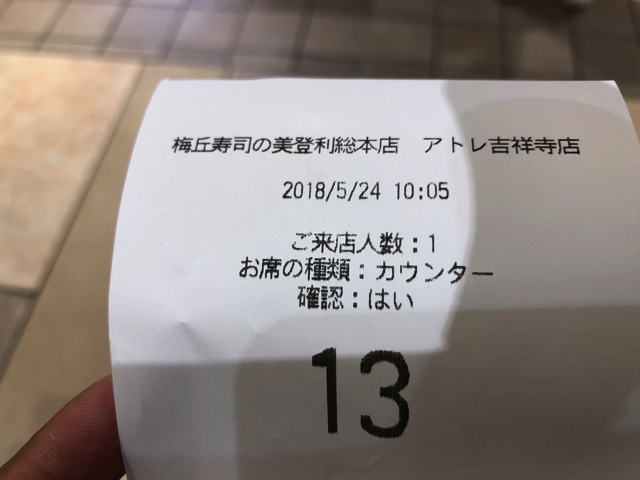 梅丘寿司の美登利総本店　アトレ吉祥寺店
2018/5/24 10:05
ご来店人数：1
お席の種類：カウンター
確認：はい
13